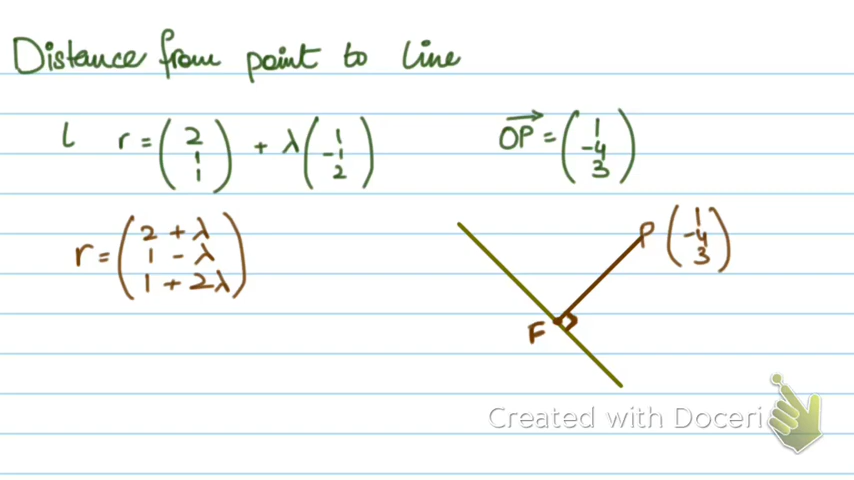 Distance from point to line
l r = (2 1 1) + λ(1 -1 2) OP = (1 -4 3)
r = (2 + λ 1 - λ 1 + 2λ)
P (1 -4 3)
F
Created with Doceri